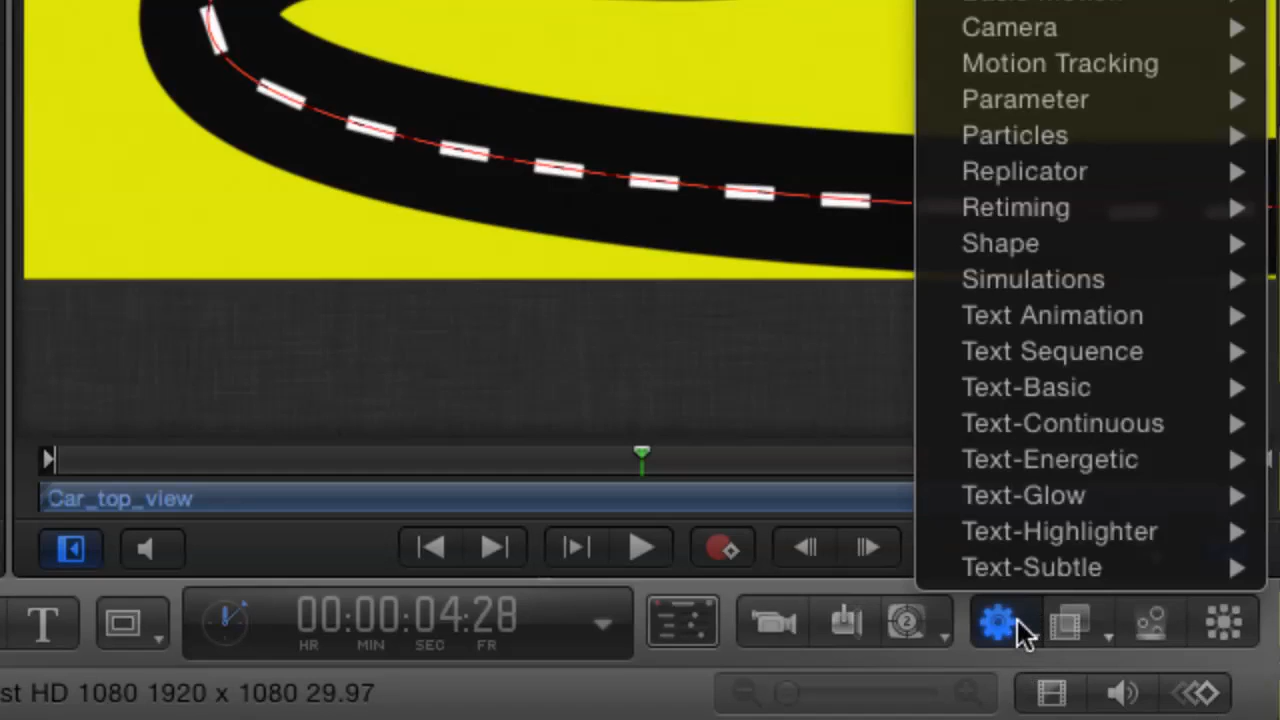 Camera
Motion Tracking
Parameter
Particles
Replicator
Retiming
Shape
Simulations
Text Animation
Text Sequence
Text-Basic
Text-Continuous
Text-Energetic
Text-Glow
Text-Highlighter
Text-Subtle
Car_top_view
T
00:00:04:28
HR MIN SEC FR
2
st HD 1080 1920 x 1080 29.97